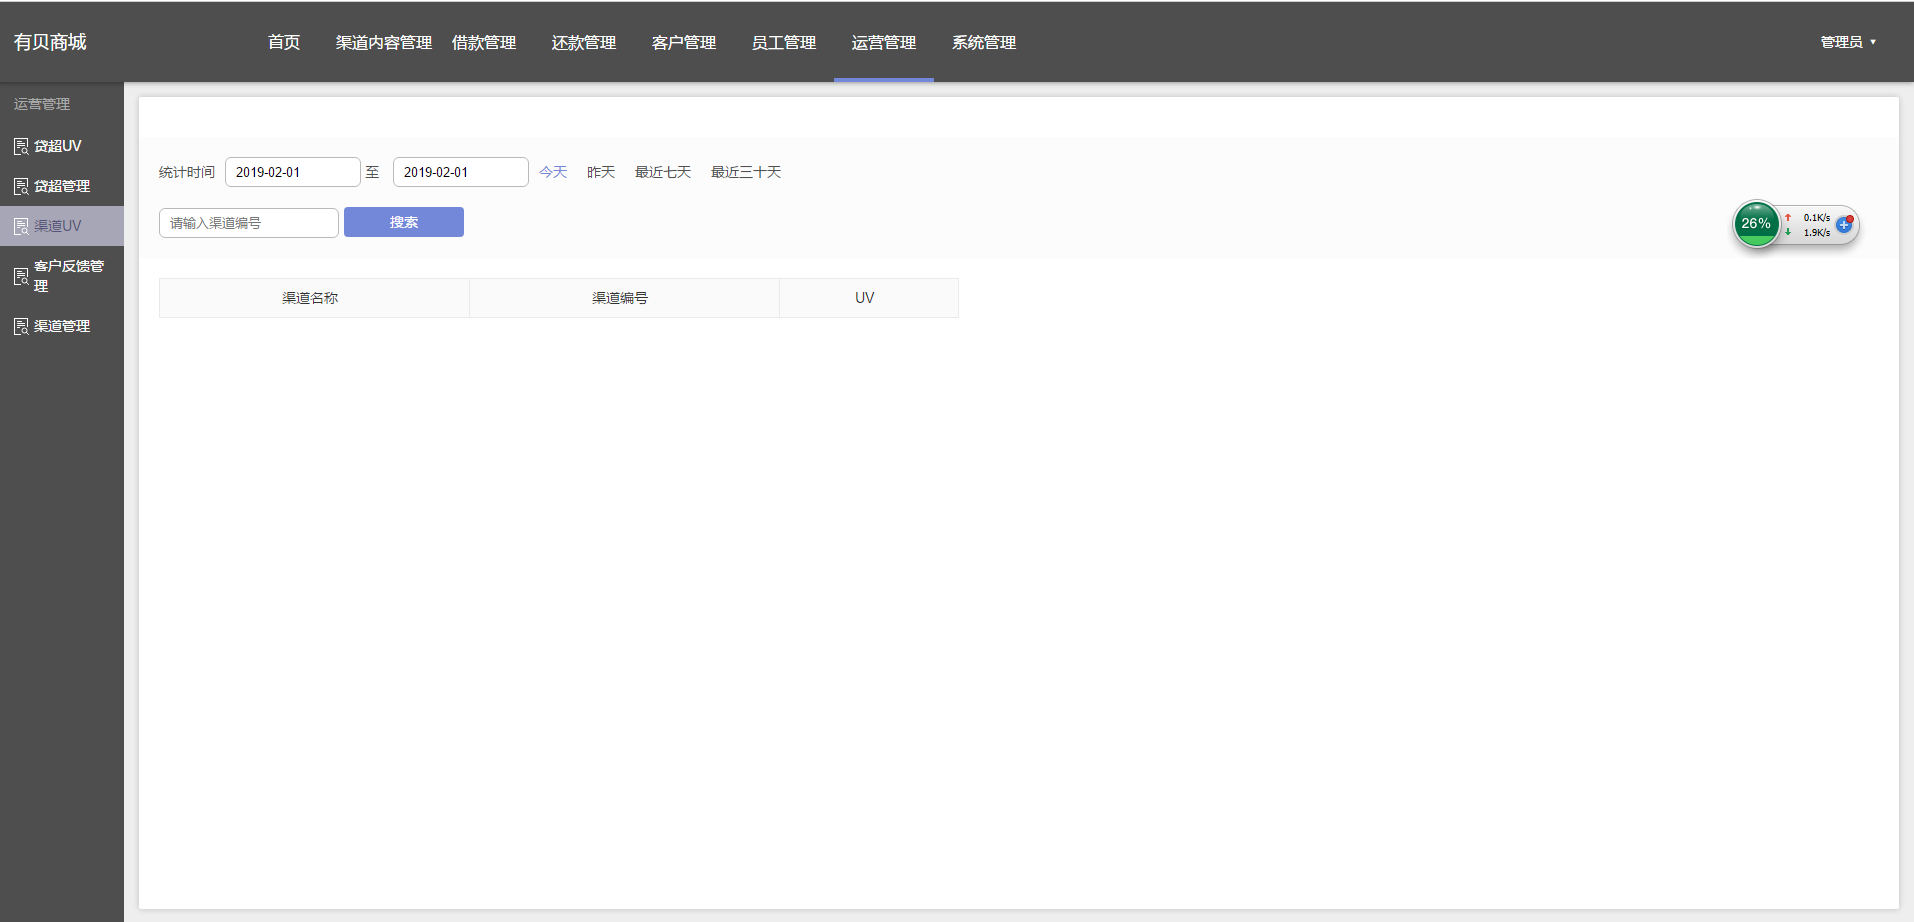 有贝商城 首页 渠道内容管理 借款管理 还款管理 客户管理 员工管理 运营管理 系统管理 管理员
运营管理
贷超UV
贷超管理
渠道UV
客户反馈管
理
渠道管理
统计时间 2019-02-01 至 2019-02-01 今天 昨天 最近七天 最近三十天
请输入渠道编号 搜索
渠道名称 渠道编号 UV
26% 0.1K/s
1.9K/s